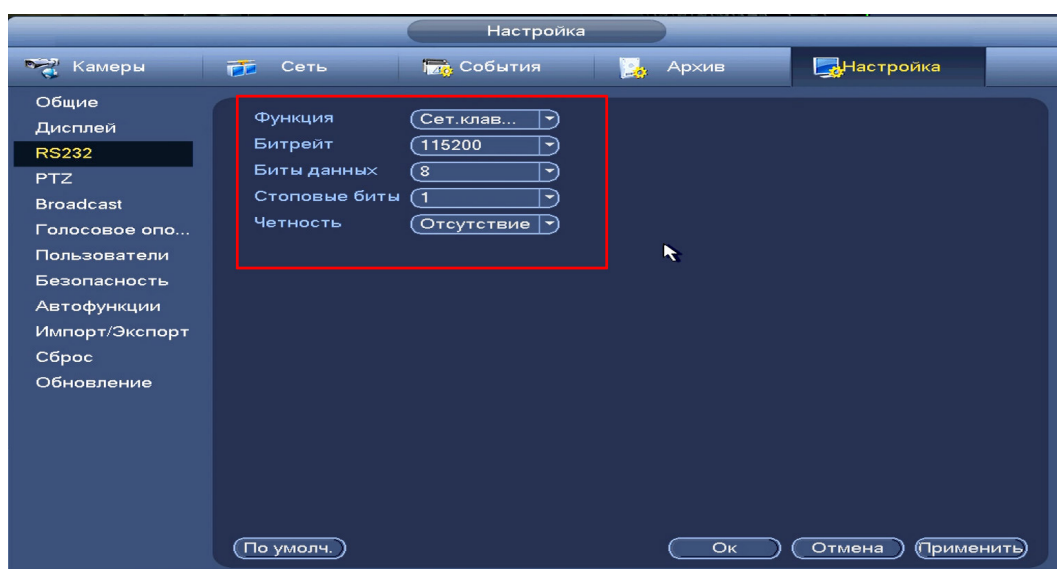 Настройка
Камеры Сеть События Архив Настройка
Общие
Дисплей
RS232
PTZ
Broadcast
Голосовое опо...
Пользователи
Безопасность
Автофункции
Импорт/Экспорт
Сброс
Обновление
Функция Сет.клав...
Битрейт 115200
Биты данных 8
Стоповые биты 1
Четность Отсутствие
По умолч. Ок Отмена Применить